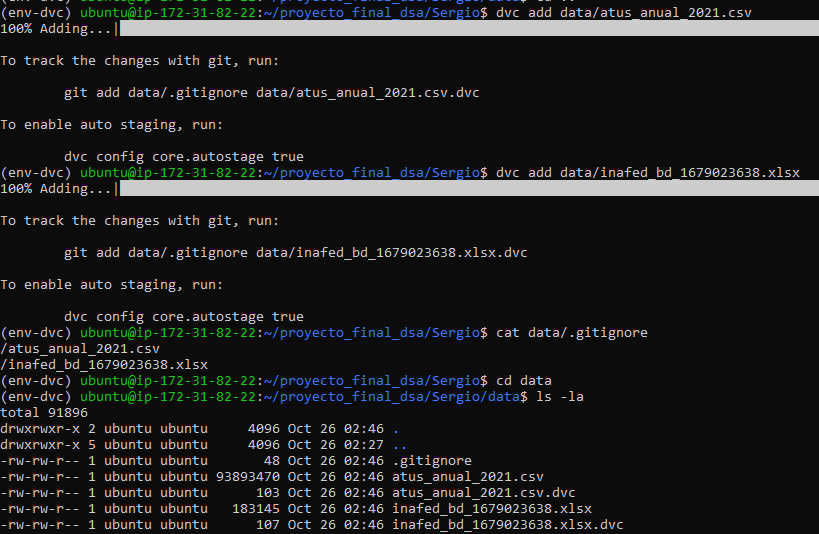 (env-dvc) ubuntu@ip-172-31-82-22:~/proyecto_final_dsa/Sergio$ dvc add data/atus_anual_2021.csv
100% Adding...|
To track the changes with git, run:
git add data/.gitignore data/atus_anual_2021.csv.dvc
To enable auto staging, run:
dvc config core.autostage true
(env-dvc) ubuntu@ip-172-31-82-22:~/proyecto_final_dsa/Sergio$ dvc add data/inafed_bd_1679023638.xlsx
100% Adding...|
To track the changes with git, run:
git add data/.gitignore data/inafed_bd_1679023638.xlsx.dvc
To enable auto staging, run:
dvc config core.autostage true
(env-dvc) ubuntu@ip-172-31-82-22:~/proyecto_final_dsa/Sergio$ cat data/.gitignore
/atus_anual_2021.csv
/inafed_bd_1679023638.xlsx
(env-dvc) ubuntu@ip-172-31-82-22:~/proyecto_final_dsa/Sergio$ cd data
(env-dvc) ubuntu@ip-172-31-82-22:~/proyecto_final_dsa/Sergio/data$ ls -la
total 91896
drwxrwxr-x 2 ubuntu ubuntu     4096 Oct 26 02:46 .
drwxrwxr-x 5 ubuntu ubuntu     4096 Oct 26 02:27 ..
-rw-rw-r-- 1 ubuntu ubuntu       48 Oct 26 02:46 .gitignore
-rw-rw-r-- 1 ubuntu ubuntu 93893470 Oct 26 02:46 atus_anual_2021.csv
-rw-rw-r-- 1 ubuntu ubuntu      103 Oct 26 02:46 atus_anual_2021.csv.dvc
-rw-rw-r-- 1 ubuntu ubuntu   183145 Oct 26 02:46 inafed_bd_1679023638.xlsx
-rw-rw-r-- 1 ubuntu ubuntu      107 Oct 26 02:46 inafed_bd_1679023638.xlsx.dvc